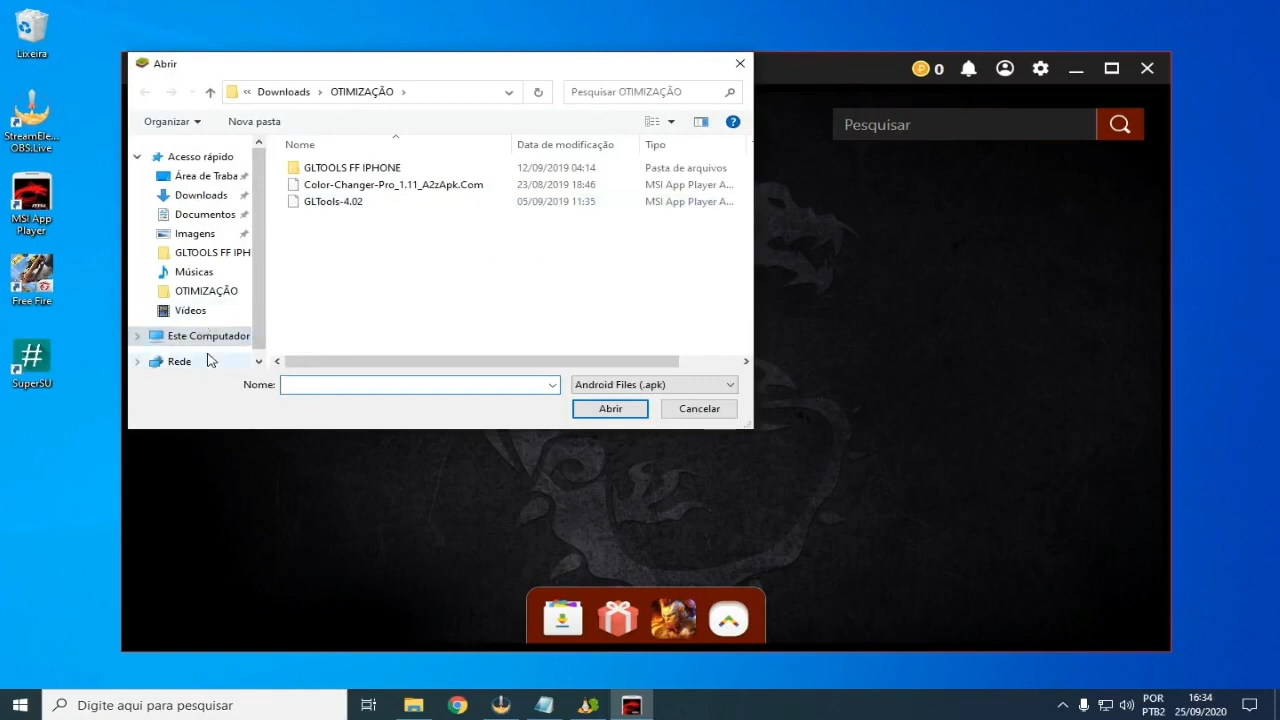 Lixeira
StreamEle...
OBS.Live
MSI App
Player
Free Fire
SuperSU
Abrir
« Downloads › OTIMIZAÇÃO ›
Pesquisar OTIMIZAÇÃO
Organizar
Nova pasta
Acesso rápido
Área de Traba
Downloads
Documentos
Imagens
GLTOOLS FF IPH
Músicas
OTIMIZAÇÃO
Vídeos
Este Computador
Rede
Nome Data de modificação Tipo
GLTOOLS FF IPHONE 12/09/2019 04:14 Pasta de arquivos
Color-Changer-Pro_1.11_A2zApk.Com 23/08/2019 18:46 MSI App Player A...
GLTools-4.02 05/09/2019 11:35 MSI App Player A...
Nome:
Android Files (.apk)
Abrir
Cancelar
0
Pesquisar
Digite aqui para pesquisar
POR
PTB2
16:34
25/09/2020